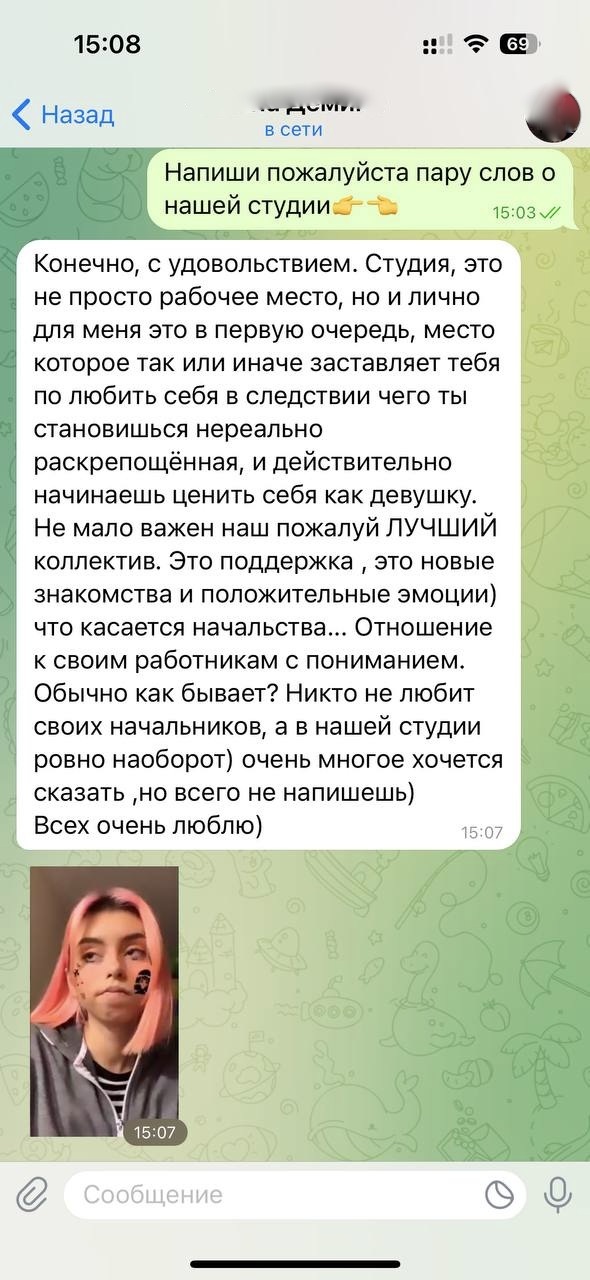 15:08
69
Назад
в сети
Напиши пожалуйста пару слов о
нашей студии👉👈
15:03
Конечно, с удовольствием. Студия, это
не просто рабочее место, но и лично
для меня это в первую очередь, место
которое так или иначе заставляет тебя
по любить себя в следствии чего ты
становишься нереально
раскрепощённая, и действительно
начинаешь ценить себя как девушку.
Не мало важен наш пожалуй ЛУЧШИЙ
коллектив. Это поддержка , это новые
знакомства и положительные эмоции)
что касается начальства... Отношение
к своим работникам с пониманием.
Обычно как бывает? Никто не любит
своих начальников, а в нашей студии
ровно наоборот) очень многое хочется
сказать ,но всего не напишешь)
Всех очень люблю)
15:07
15:07
Сообщение